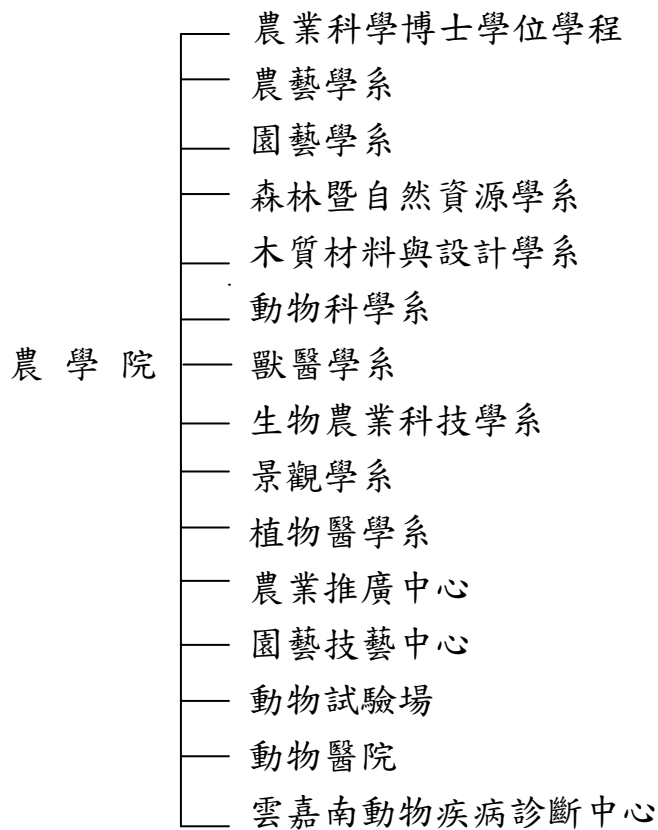 農業科學博士學位學程
農藝學系
園藝學系
森林暨自然資源學系
木質材料與設計學系
動物科學系
農 學 院
獸醫學系
生物農業科技學系
景觀學系
植物醫學系
農業推廣中心
園藝技藝中心
動物試驗場
動物醫院
雲嘉南動物疾病診斷中心